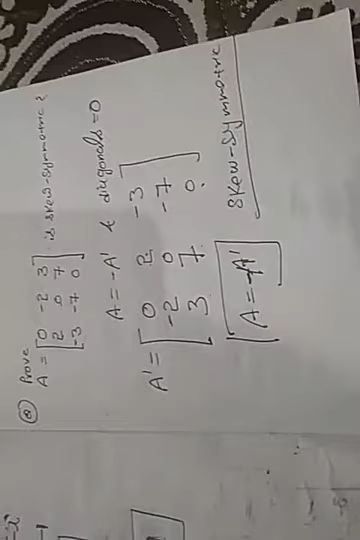 Q Prove
A = [0 -2 3
2 0 7
-3 -7 0] is skew-symmetric?
A = -A' & diagonals = 0
A' = [0 2 -3
-2 0 -7
3 7 0]
[A = -A'] skew-symmetric
-1